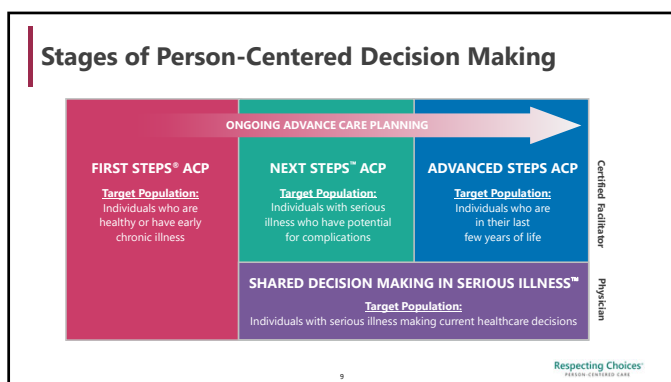 Stages of Person-Centered Decision Making
ONGOING ADVANCE CARE PLANNING
FIRST STEPS® ACP
Target Population:
Individuals who are
healthy or have early
chronic illness
NEXT STEPS™ ACP
Target Population:
Individuals with serious
illness who have potential
for complications
ADVANCED STEPS ACP
Target Population:
Individuals who are
in their last
few years of life
Certified Facilitator
SHARED DECISION MAKING IN SERIOUS ILLNESS™
Target Population:
Individuals with serious illness making current healthcare decisions
Physician
9
Respecting Choices®
PERSON-CENTERED CARE